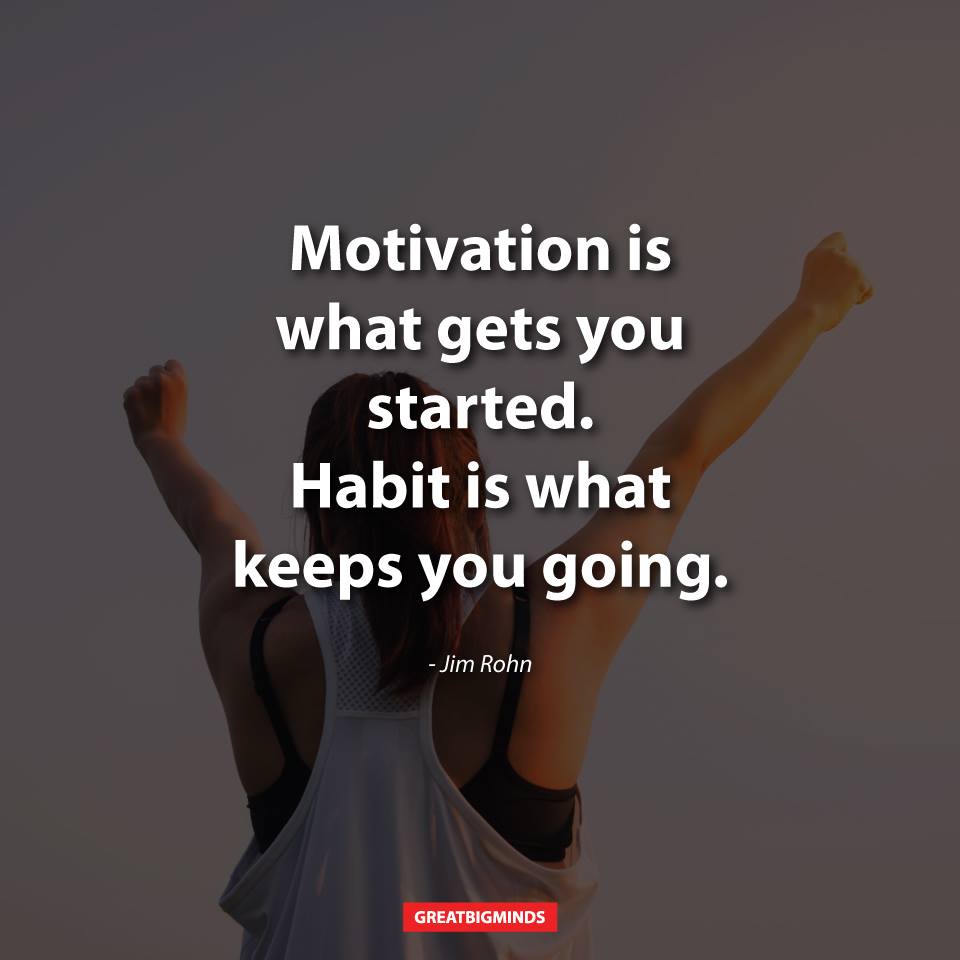 Motivation is
what gets you
started.
Habit is what
keeps you going.
- Jim Rohn
GREATBIGMINDS